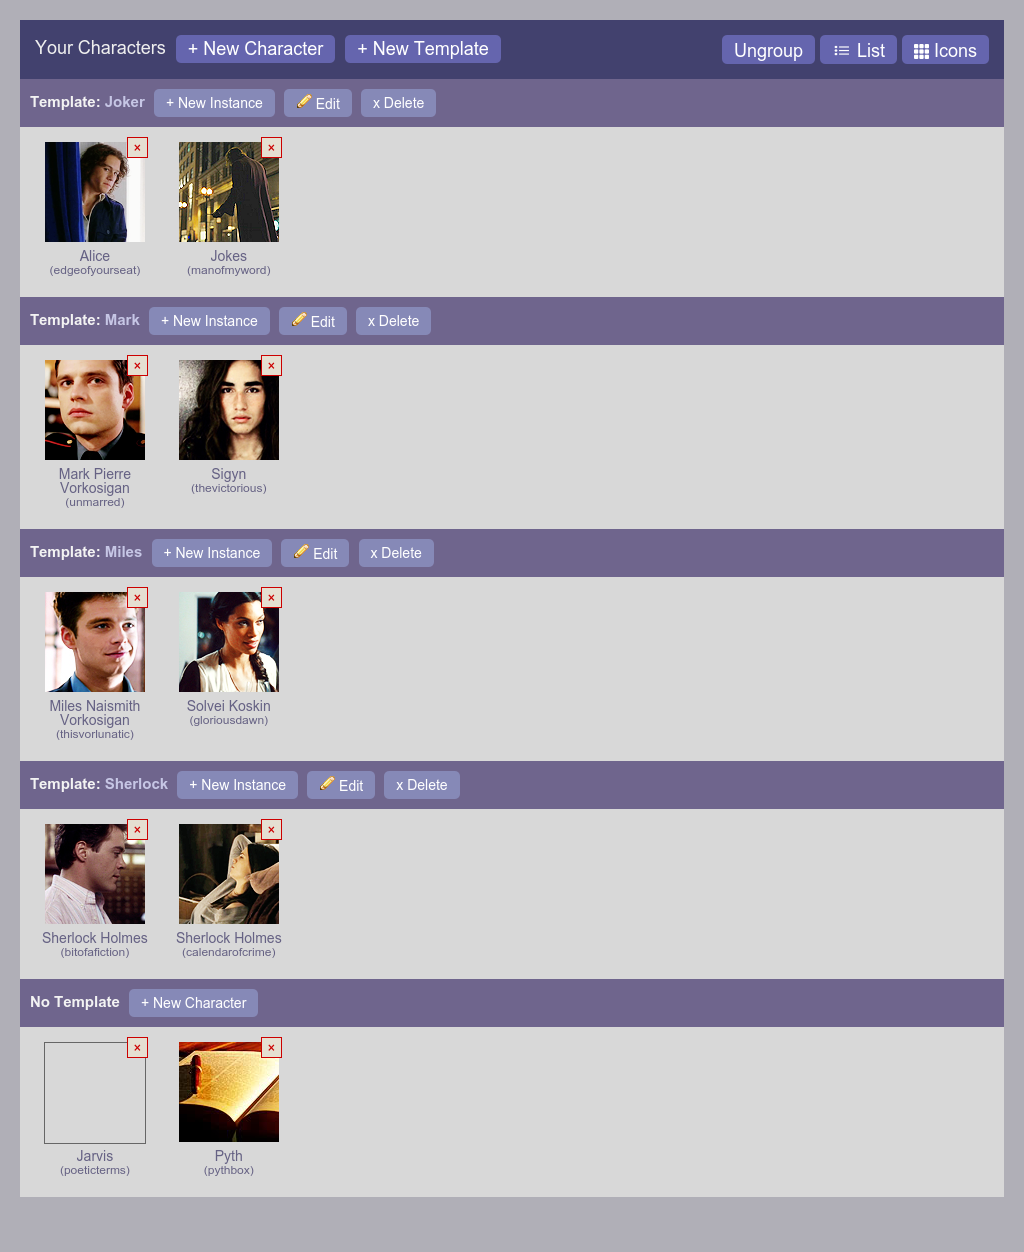 Your Characters + New Character + New Template Ungroup List Icons
Template: Joker + New Instance Edit x Delete
× ×
Alice Jokes
(edgeofyourseat) (manofmyword)
Template: Mark + New Instance Edit x Delete
× ×
Mark Pierre Sigyn
Vorkosigan (thevictorious)
(unmarred)
Template: Miles + New Instance Edit x Delete
× ×
Miles Naismith Solvei Koskin
Vorkosigan (gloriousdawn)
(thisvorlunatic)
Template: Sherlock + New Instance Edit x Delete
× ×
Sherlock Holmes Sherlock Holmes
(bitofafiction) (calendarofcrime)
No Template + New Character
× ×
Jarvis Pyth
(poeticterms) (pythbox)